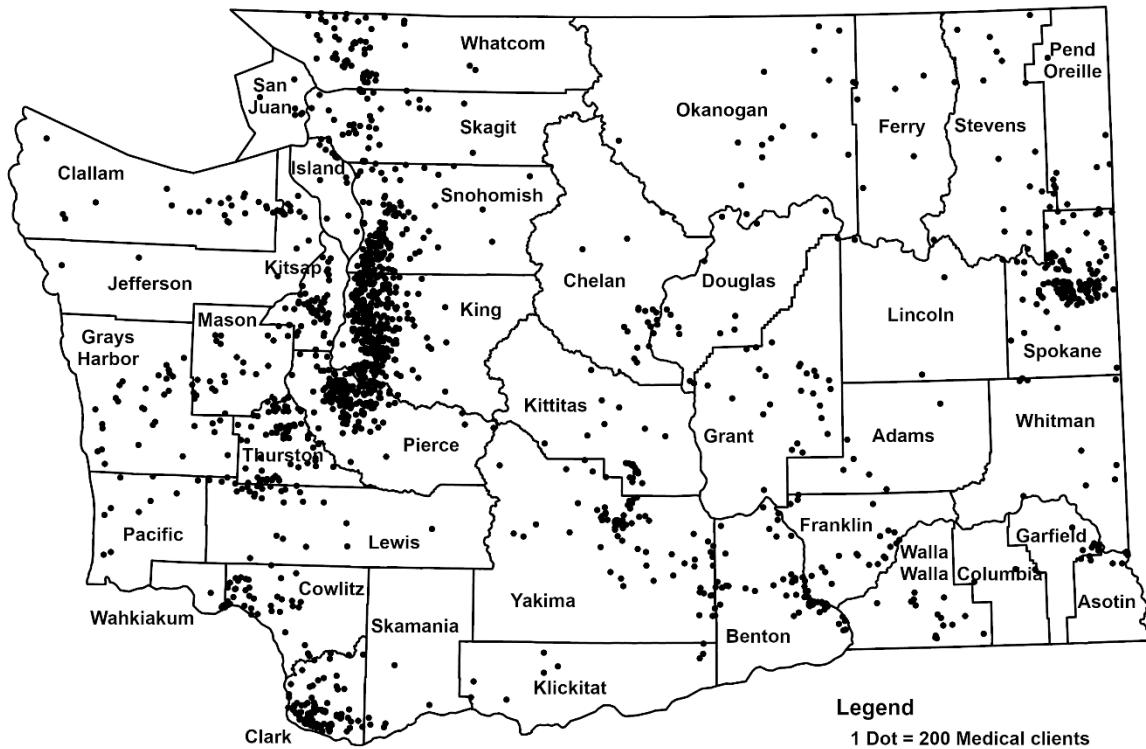 Whatcom
Pend
Oreille
San
Juan
Okanogan
Skagit
Ferry
Stevens
Island
Clallam
Snohomish
Kitsap
Jefferson
Chelan
Douglas
King
Lincoln
Mason
Grays
Harbor
Spokane
Kittitas
Whitman
Pierce
Grant
Adams
Thurston
Franklin
Pacific
Lewis
Garfield
Walla
Walla
Columbia
Cowlitz
Yakima
Asotin
Wahkiakum
Skamania
Benton
Klickitat
Legend
Clark
1 Dot = 200 Medical clients